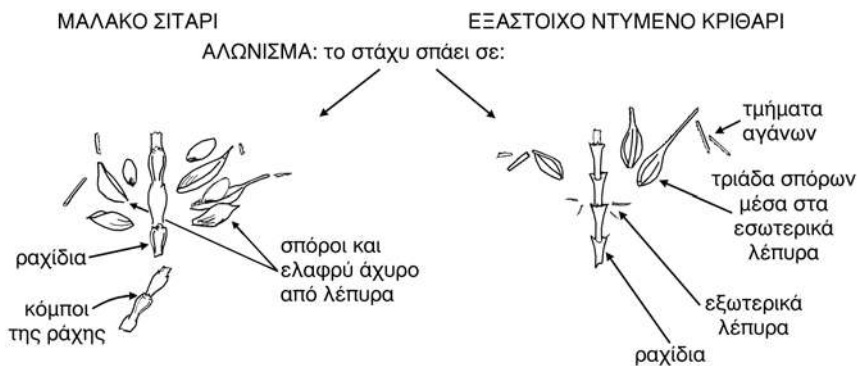 ΜΑΛΑΚΟ ΣΙΤΑΡΙ
ΕΞΑΣΤΟΙΧΟ ΝΤΥΜΕΝΟ ΚΡΙΘΑΡΙ
ΑΛΩΝΙΣΜΑ: το στάχυ σπάει σε:
ραχίδια
κόμποι
της ράχης
σπόροι και
ελαφρύ άχυρο
από λέπυρα
τμήματα
αγάνων
τριάδα σπόρων
μέσα στα
εσωτερικά
λέπυρα
εξωτερικά
λέπυρα
ραχίδια